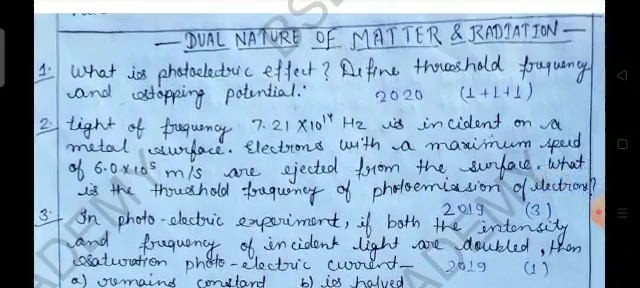 — DUAL NATURE OF MATTER & RADIATION —
1. What is photoelectric effect? Define threshold frequency
and stopping potential. 2020 (1+1+1)
2. Light of frequency 7.21 X10¹⁴ Hz is incident on a
metal surface. Electrons with a maximum speed
of 6.0x10⁵ m/s are ejected from the surface. What
is the threshold frequency of photoemission of electrons?
2019 (3)
3. In photo-electric experiment, if both the intensity
and frequency of incident light are doubled, then
saturation photo-electric current— 2019 (1)
a) remains constant b) is halved